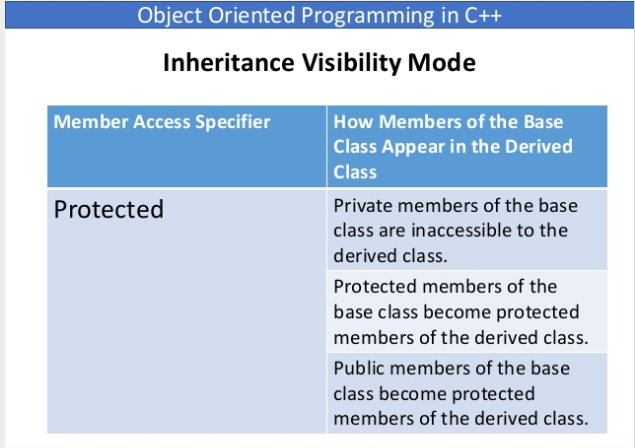 Object Oriented Programming in C++
Inheritance Visibility Mode
Member Access Specifier
How Members of the Base
Class Appear in the Derived
Class
Protected
Private members of the base
class are inaccessible to the
derived class.
Protected members of the
base class become protected
members of the derived class.
Public members of the base
class become protected
members of the derived class.